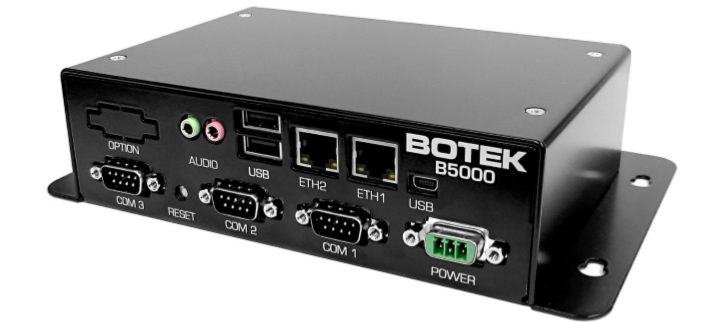 BOTEK
B5000
OPTION
AUDIO
USB
ETH2
ETH1
USB
COM 3
RESET
COM 2
COM 1
POWER